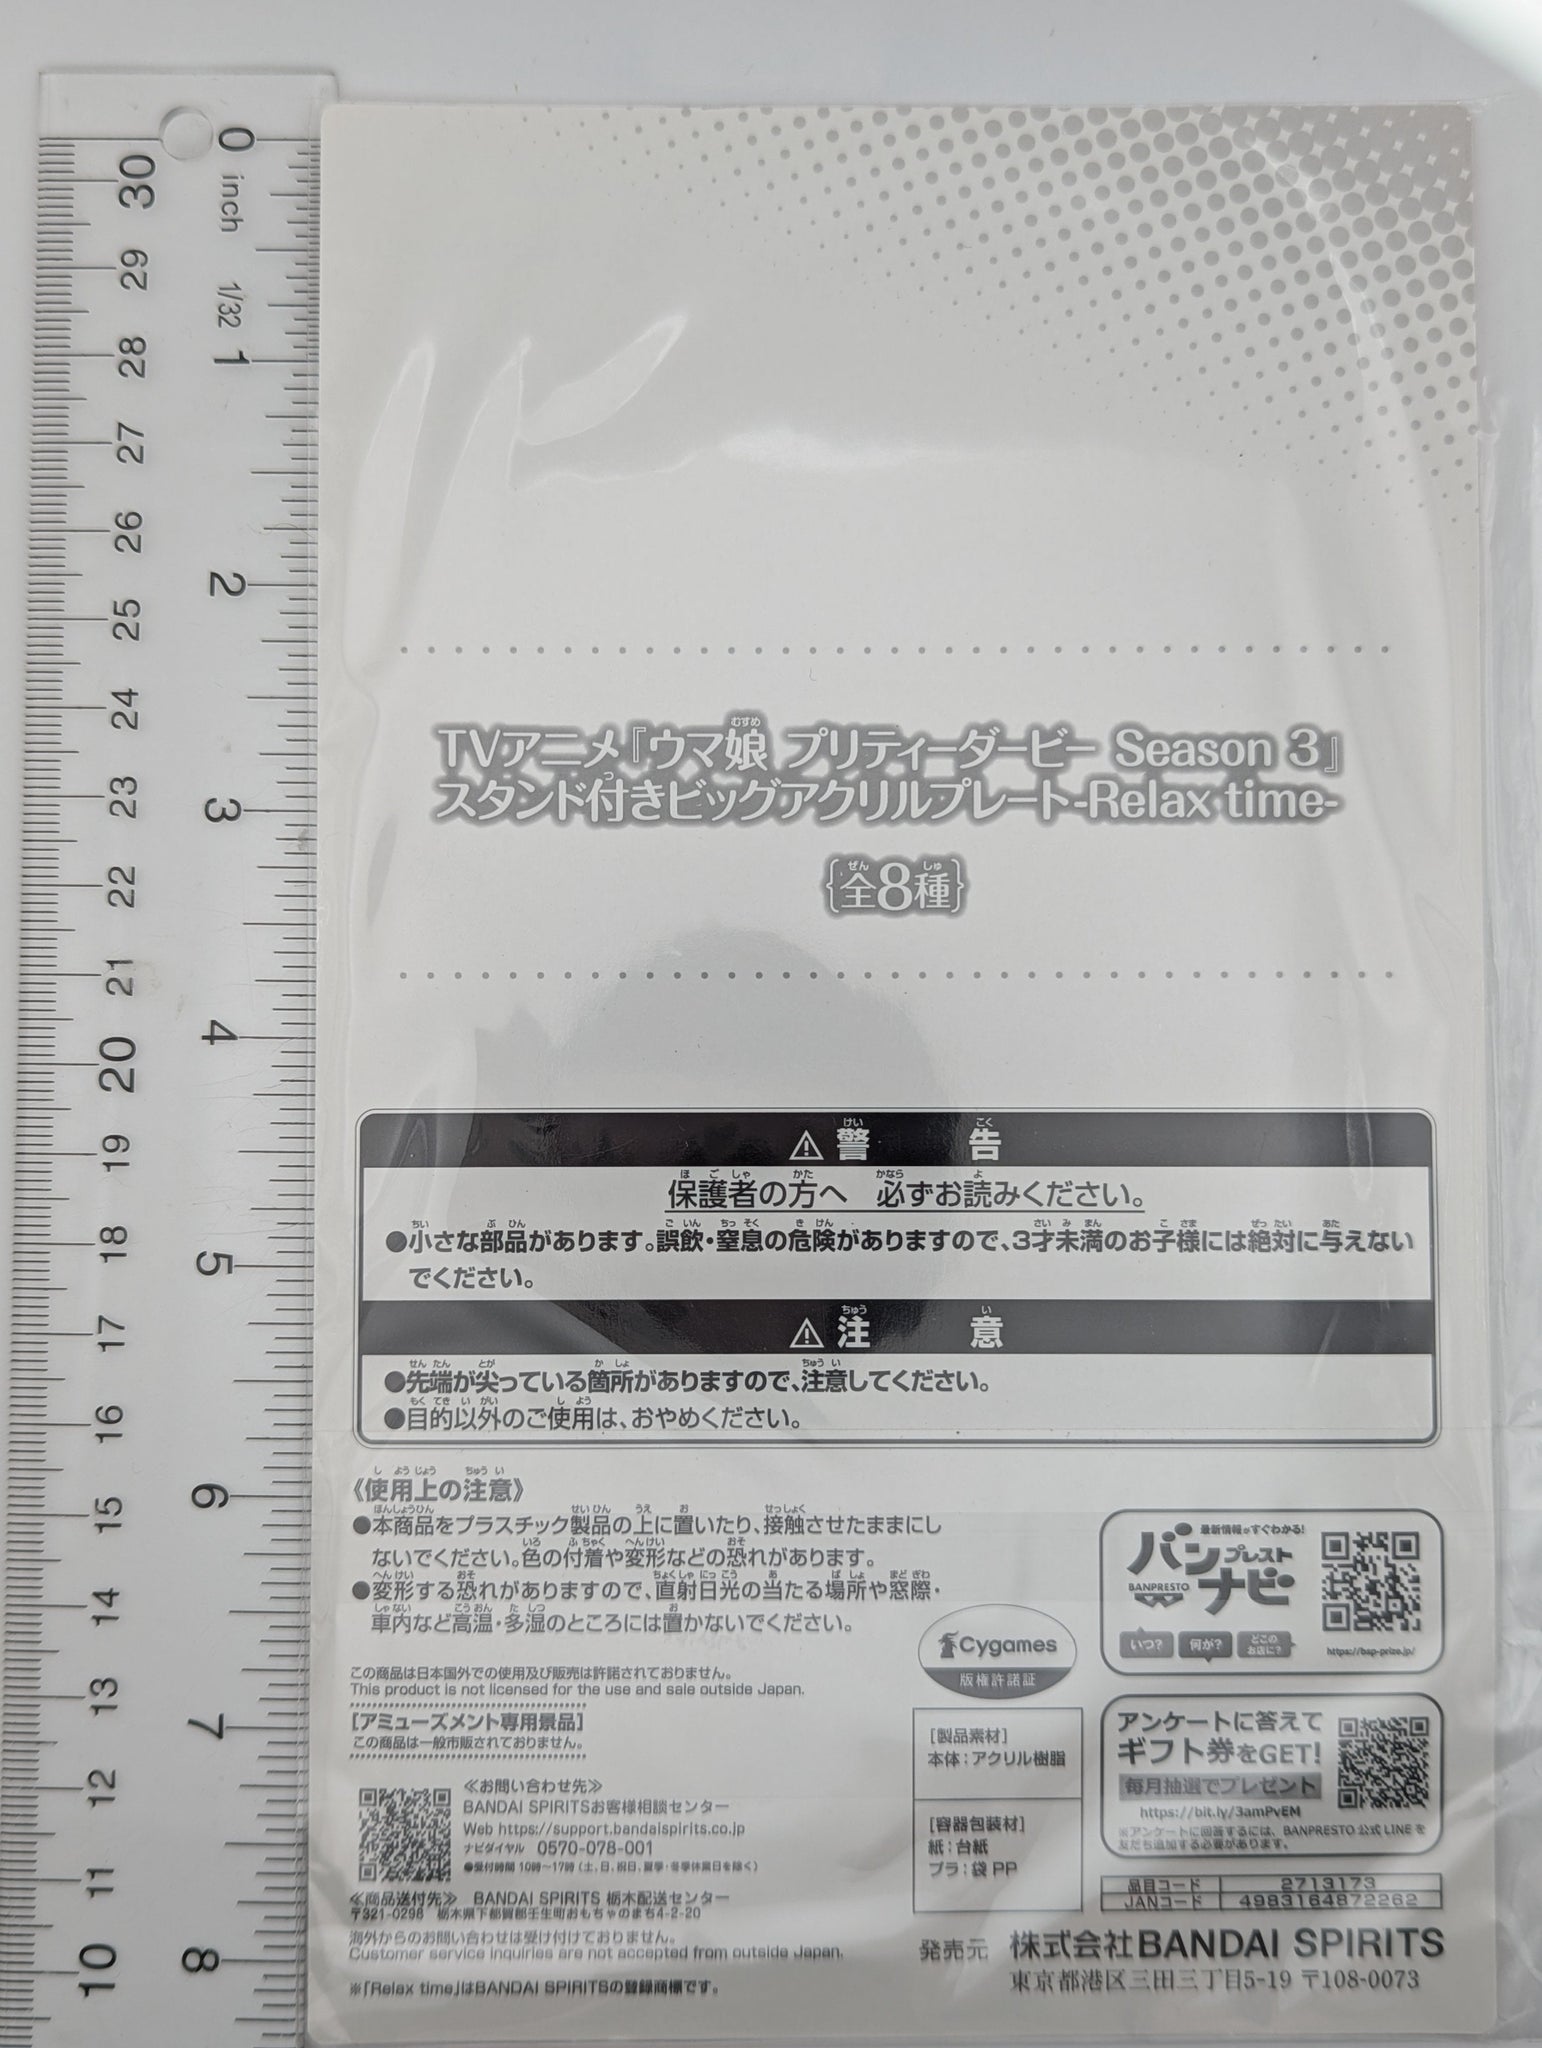 0 inch 1/32 1 2 3 4 5 6 7 8
30 29 28 27 26 25 24 23 22 21 20 19 18 17 16 15 14 13 12 11 10
TVアニメ『ウマ娘 プリティーダービー Season 3』
スタンド付きビッグアクリルプレート-Relax time-
{全8種}
⚠警告
保護者の方へ 必ずお読みください。
●小さな部品があります。誤飲・窒息の危険がありますので、3才未満のお子様には絶対に与えない
でください。
⚠注意
●先端が尖っている箇所がありますので、注意してください。
●目的以外のご使用は、おやめください。
《使用上の注意》
●本商品をプラスチック製品の上に置いたり、接触させたままにし
ないでください。色の付着や変形などの恐れがあります。
●変形する恐れがありますので、直射日光の当たる場所や窓際・
車内など高温・多湿のところには置かないでください。
この商品は日本国外での使用及び販売は許諾されておりません。
This product is not licensed for the use and sale outside Japan.
[アミューズメント専用景品]
この商品は一般市販されておりません。
≪お問い合わせ先≫
BANDAI SPIRITSお客様相談センター
Web https://support.bandaispirits.co.jp
ナビダイヤル 0570-078-001
●受付時間 10時〜17時（土、日、祝日、夏季・冬季休業日を除く）
≪商品送付先≫ BANDAI SPIRITS 栃木配送センター
〒321-0298 栃木県下都賀郡壬生町おもちゃのまち4-2-20
海外からのお問い合わせは受け付けておりません。
Customer service inquiries are not accepted from outside Japan.
※「Relax time」はBANDAI SPIRITSの登録商標です。
Cygames
版権許諾証
[製品素材]
本体：アクリル樹脂
[容器包装材]
紙：台紙
プラ：袋 PP
最新情報がすぐわかる!
バンプレストナビ
BANPRESTO
いつ? 何が? どこのお店に?
https://bsp-prize.jp/
アンケートに答えて
ギフト券をGET!
毎月抽選でプレゼント
https://bit.ly/3amPvEM
※アンケートに回答するには、BANPRESTO 公式 LINE を
友だち追加する必要があります。
品目コード 2713173
JANコード 4983164872262
発売元 株式会社BANDAI SPIRITS
東京都港区三田三丁目5-19 〒108-0073